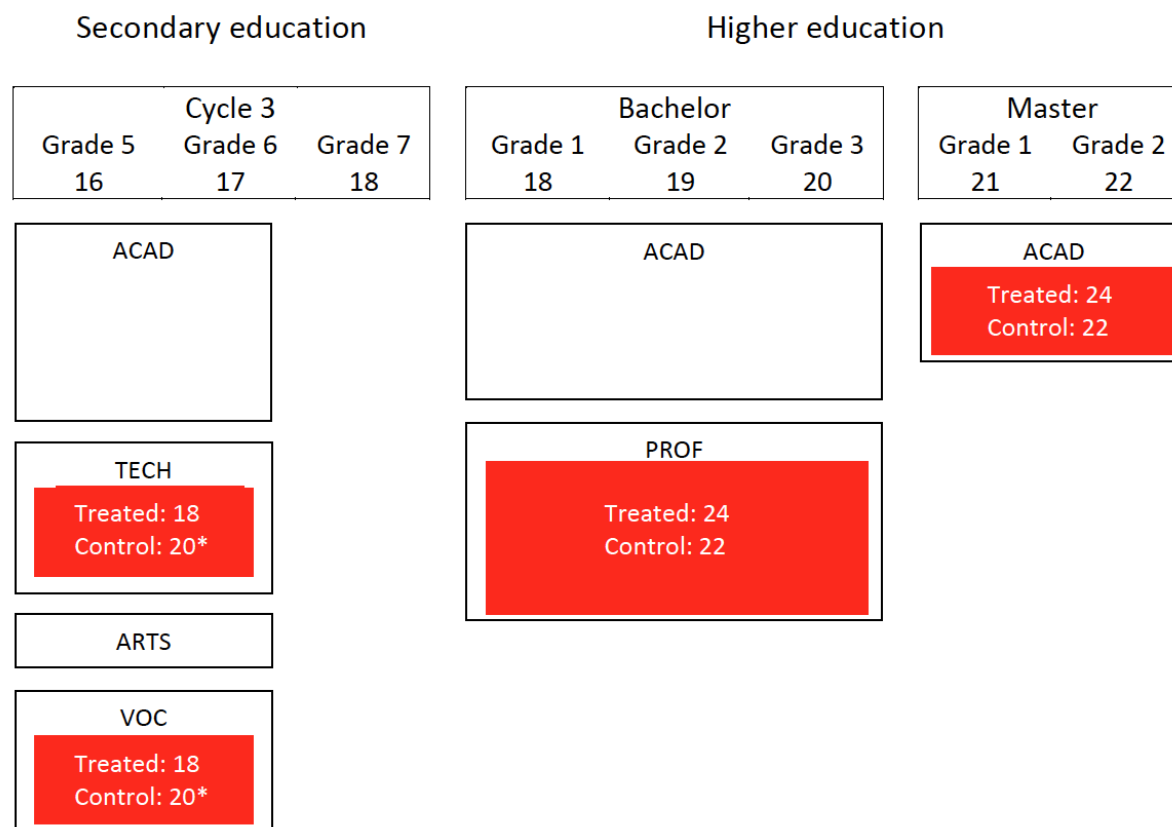 Secondary education
Higher education
Cycle 3
Grade 5 Grade 6 Grade 7
16 17 18
Bachelor
Grade 1 Grade 2 Grade 3
18 19 20
Master
Grade 1 Grade 2
21 22
ACAD
ACAD
ACAD
Treated: 24
Control: 22
TECH
Treated: 18
Control: 20*
PROF
Treated: 24
Control: 22
ARTS
VOC
Treated: 18
Control: 20*